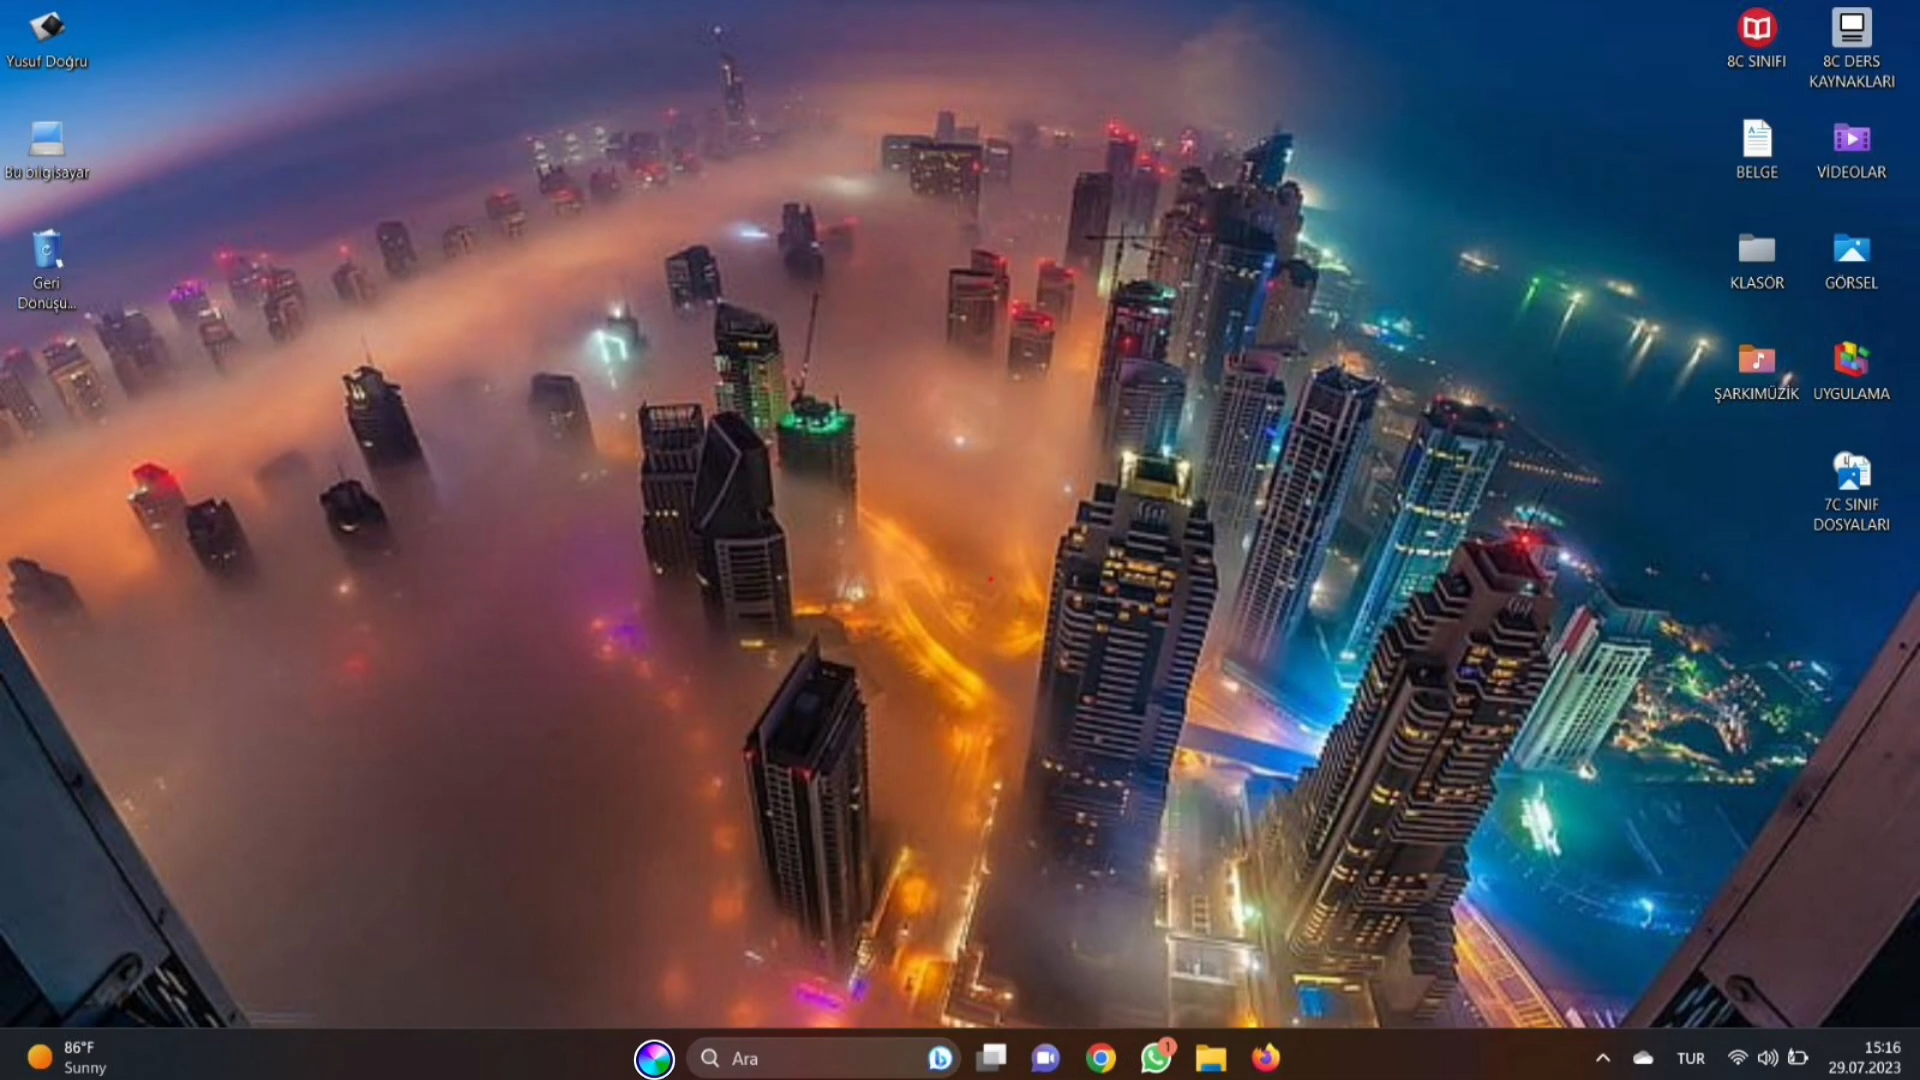 Yusuf Doğru
Bu bilgisayar
Geri
Dönüşü...
8C SINIFI
8C DERS
KAYNAKLARI
BELGE
VİDEOLAR
KLASÖR
GÖRSEL
ŞARKIMÜZİK
UYGULAMA
7C SINIF
DOSYALARI
86°F
Sunny
Ara
1
TUR
15:16
29.07.2023